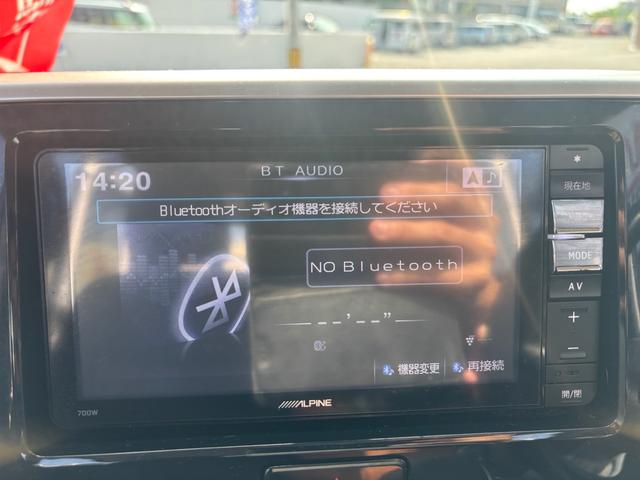 14:20
BT AUDIO
Bluetoothオーディオ機器を接続してください
NO Bluetooth
--'--"
機器変更
再接続
ALPINE
700W
現在地
MODE
AV
+
−
開/閉